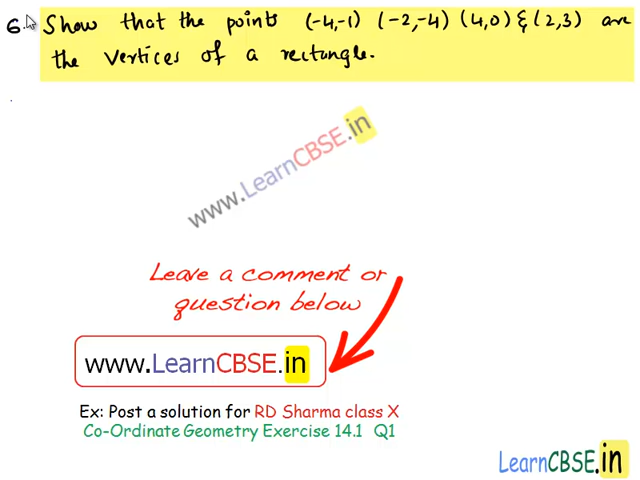 6. Show that the points (-4,-1) (-2,-4) (4,0) & (2,3) are
the vertices of a rectangle.
www.LearnCBSE.in
Leave a comment or
question below
www.LearnCBSE.in
Ex: Post a solution for RD Sharma class X
Co-Ordinate Geometry Exercise 14.1 Q1
LearnCBSE.in